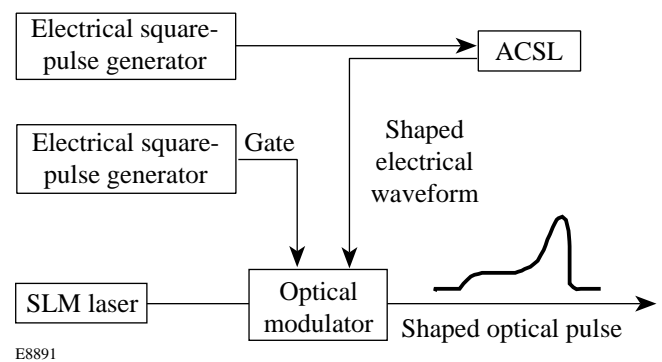 Electrical square-
pulse generator
ACSL
Electrical square-
pulse generator
Gate
Shaped
electrical
waveform
SLM laser
Optical
modulator
Shaped optical pulse
E8891